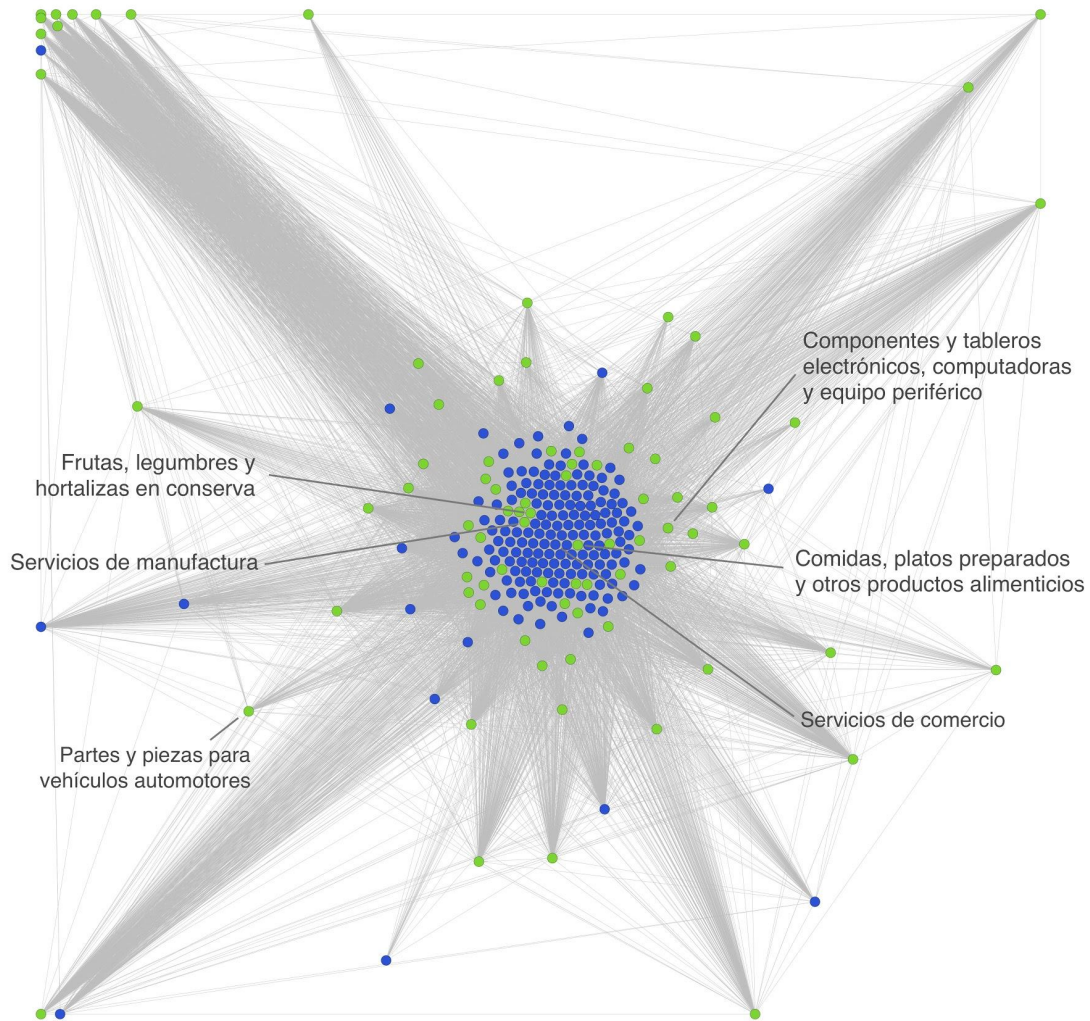 Componentes y tableros
electrónicos, computadoras
y equipo periférico
Frutas, legumbres y
hortalizas en conserva
Servicios de manufactura
Comidas, platos preparados
y otros productos alimenticios
Servicios de comercio
Partes y piezas para
vehículos automotores